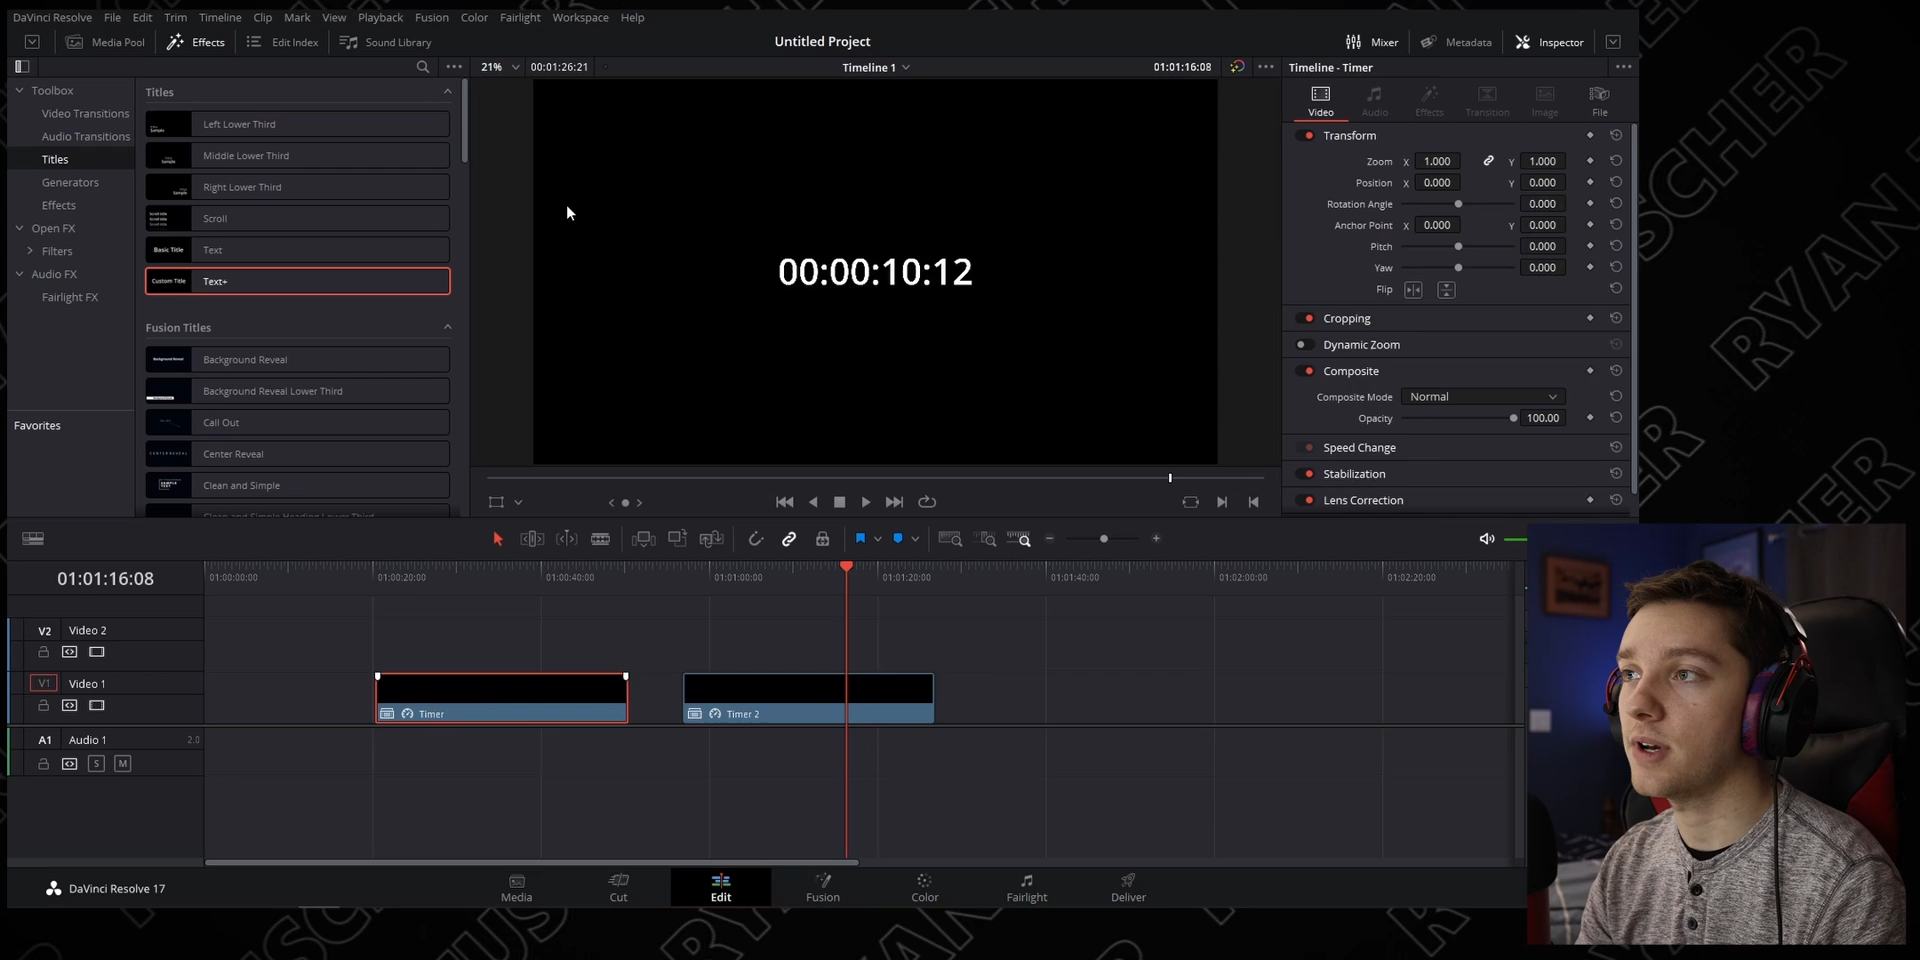 DaVinci Resolve File Edit Trim Timeline Clip Mark View Playback Fusion Color Fairlight Workspace Help
Media Pool Effects Edit Index Sound Library Untitled Project Mixer Metadata Inspector
21% 00:01:26:21 Timeline 1 01:01:16:08 Timeline - Timer
Toolbox
Video Transitions
Audio Transitions
Titles
Generators
Effects
Open FX
Filters
Audio FX
Fairlight FX
Favorites
Titles
Left Lower Third
Middle Lower Third
Right Lower Third
Scroll
Basic Title Text
Custom Title Text+
Fusion Titles
Background Reveal
Background Reveal Lower Third
Call Out
CENTER REVEAL Center Reveal
Clean and Simple
Clean and Simple Heading Lower Third
00:00:10:12
Video Audio Effects Transition Image File
Transform
Zoom X 1.000 Y 1.000
Position X 0.000 Y 0.000
Rotation Angle 0.000
Anchor Point X 0.000 Y 0.000
Pitch 0.000
Yaw 0.000
Flip
Cropping
Dynamic Zoom
Composite
Composite Mode Normal
Opacity 100.00
Speed Change
Stabilization
Lens Correction
01:01:16:08 01:00:00:00 01:00:20:00 01:00:40:00 01:01:00:00 01:01:20:00 01:01:40:00 01:02:00:00 01:02:20:00
V2 Video 2
V1 Video 1
Timer Timer 2
A1 Audio 1 2.0
S M
DaVinci Resolve 17 Media Cut Edit Fusion Color Fairlight Deliver
RYAN
SCHER